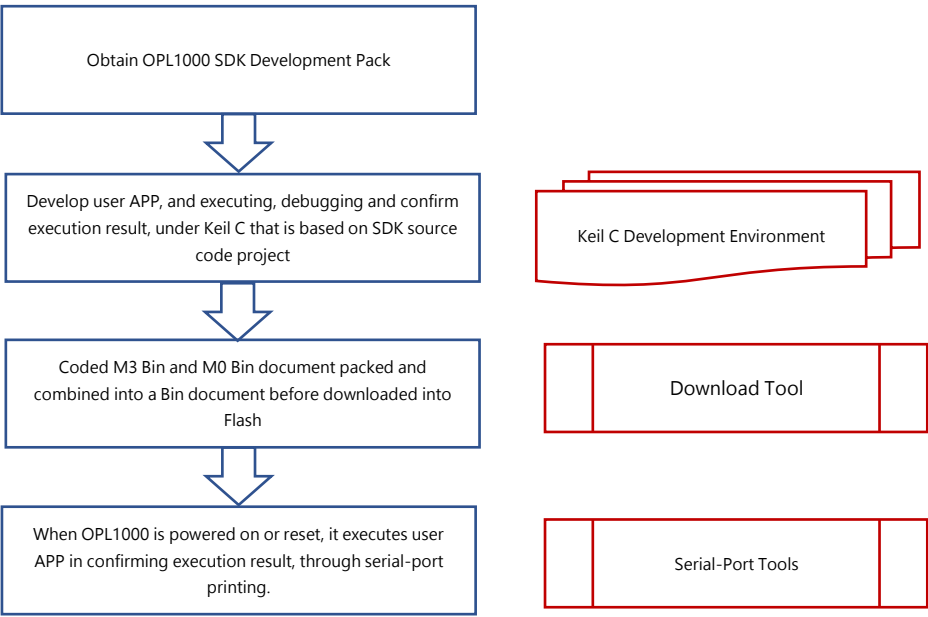 Obtain OPL1000 SDK Development Pack
Develop user APP, and executing, debugging and confirm
execution result, under Keil C that is based on SDK source
code project
Keil C Development Environment
Coded M3 Bin and M0 Bin document packed and
combined into a Bin document before downloaded into
Flash
Download Tool
When OPL1000 is powered on or reset, it executes user
APP in confirming execution result, through serial-port
printing.
Serial-Port Tools